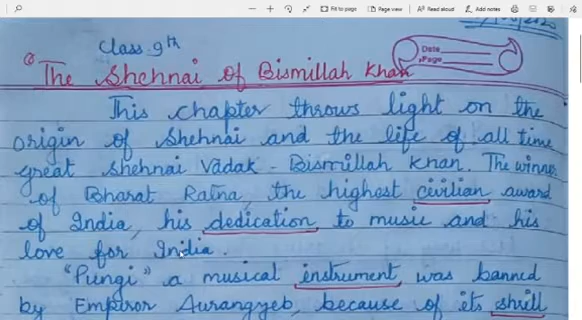 Fit to page
Page view
Read aloud
Add notes
Class. 9th
Date
Page
The Shehnai of Bismillah Khan
This chapter throws light on the
origin of Shehnai and the life of all time
great shehnai Vadak - Bismillah Khan. The winner
of Bharat Ratna, the highest civilian award
of India, his dedication to music and his
love for India.
"Pungi" a musical instrument, was banned
by Emperor Aurangyeb, because of its shrill